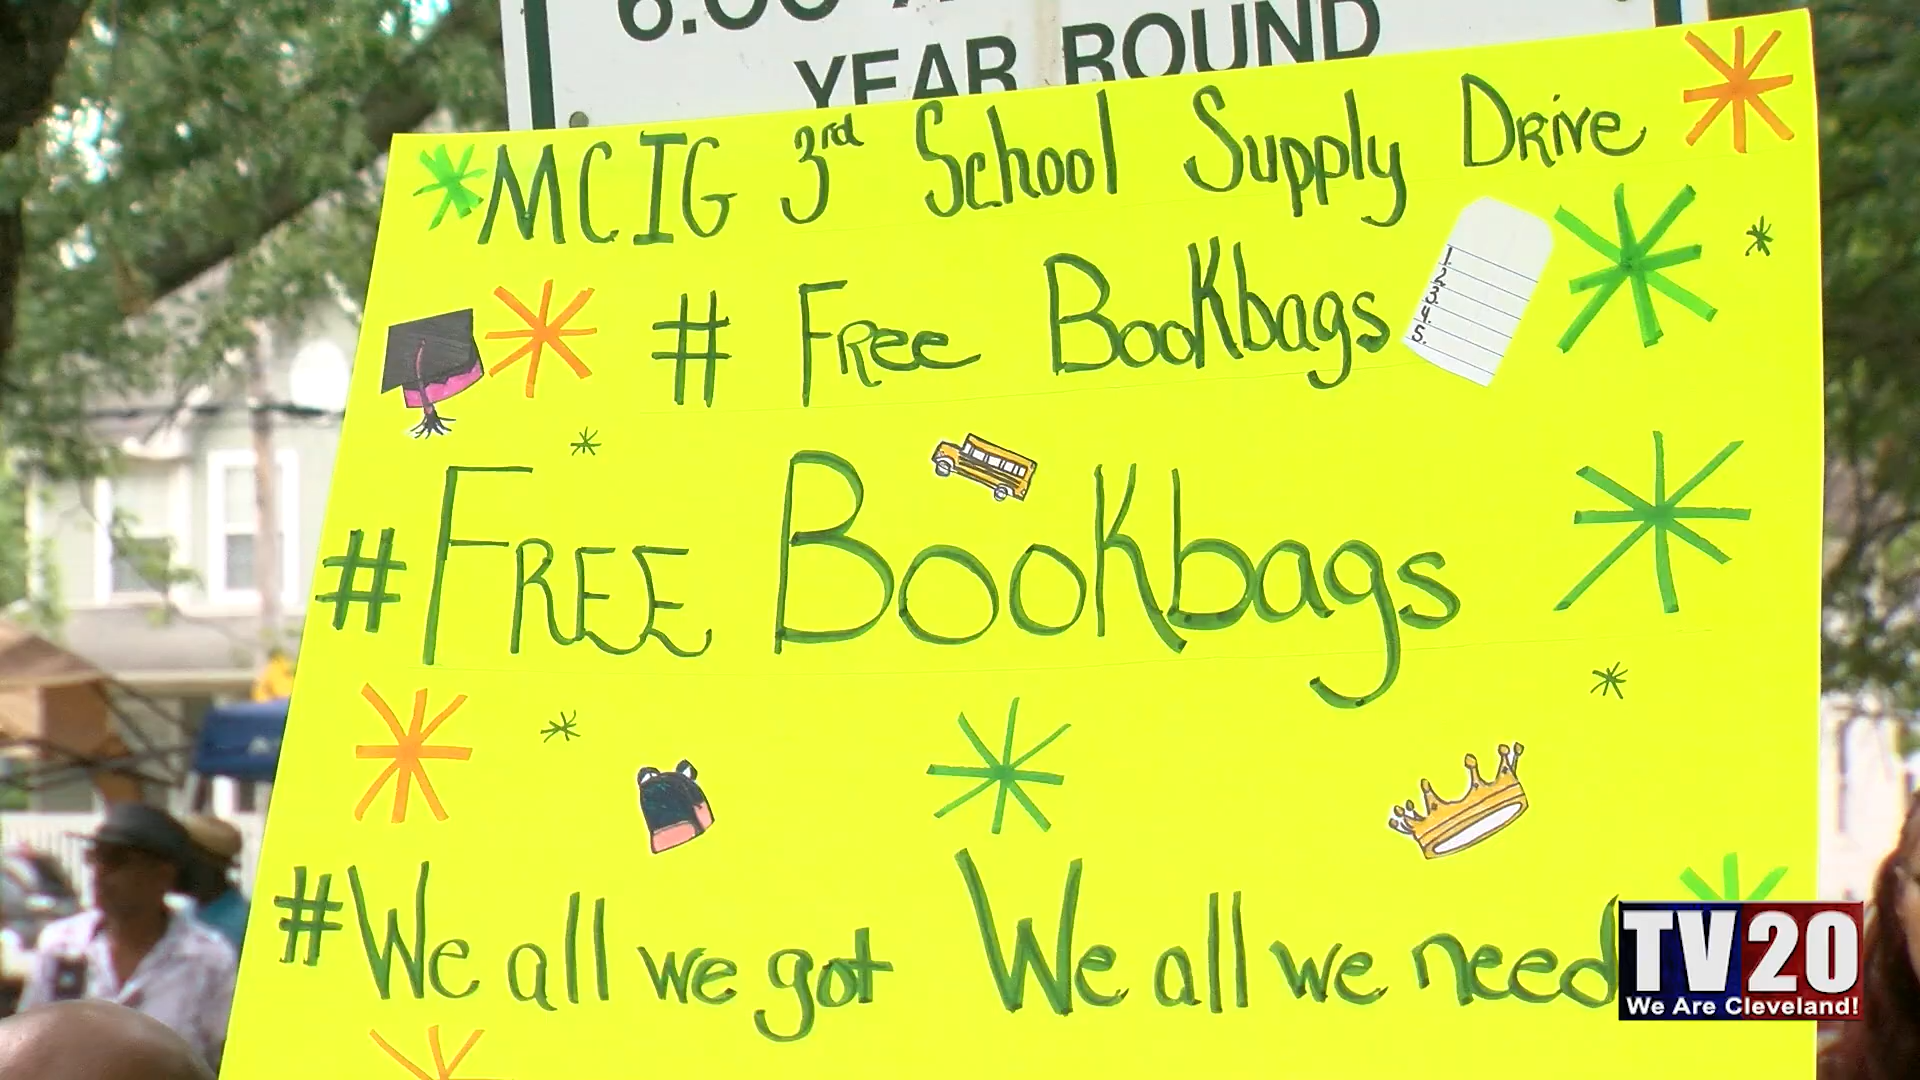 YEAR ROUND
MCIG 3rd School Supply Drive
# Free Bookbags
1.
2.
3.
4.
5.
# FREE Bookbags
#We all we got We all we need
TV20
We Are Cleveland!